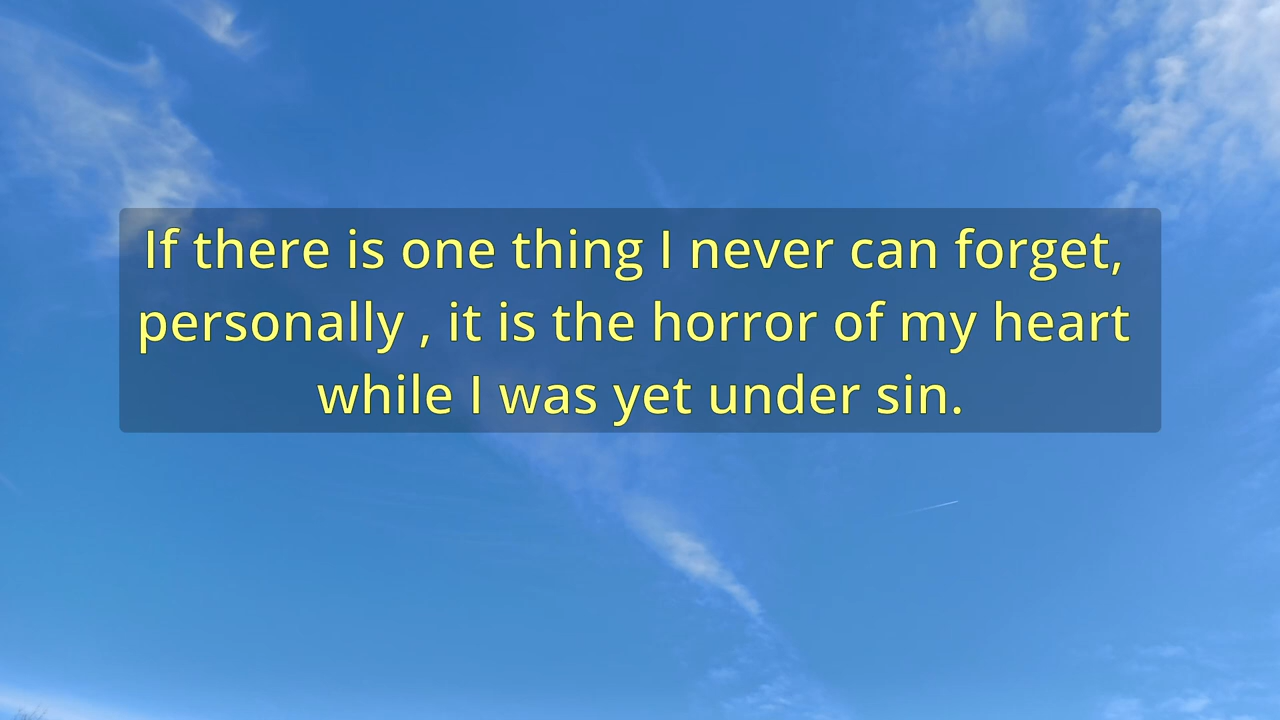 If there is one thing I never can forget,
personally , it is the horror of my heart
while I was yet under sin.